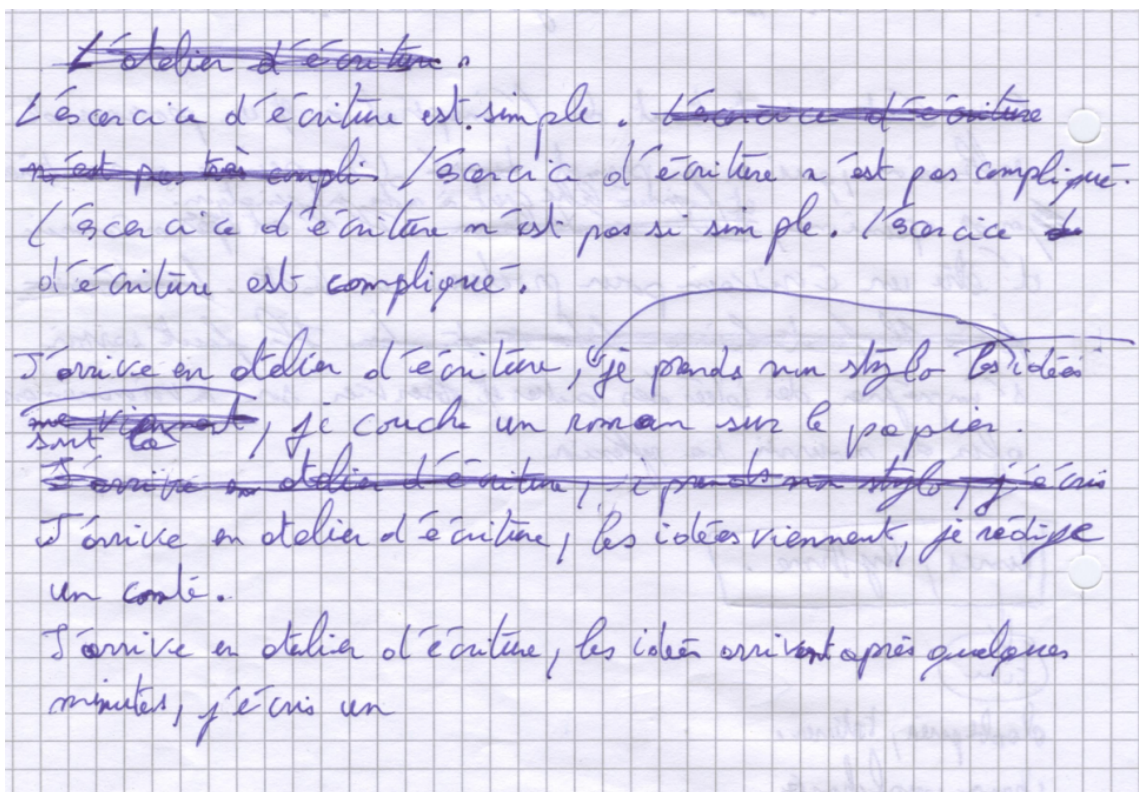 L'atelier d'écriture.
L'exercice d'écriture est simple. L'exercice d'écriture
n'est pas très compli L'exercice d'écriture n'est pas compliqué.
L'exercice d'écriture n'est pas si simple. L'exercice de
d'écriture est compliqué.
J'arrive en atelier d'écriture, je prends mon stylo les idées
me viennent, je couche un roman sur le papier.
sont là
J'arrive en atelier d'écriture, je prends mon stylo, j'écris
J'arrive en atelier d'écriture, les idées viennent, je rédige
un conte.
J'arrive en atelier d'écriture, les idées arrivent après quelques
minutes, j'écris un